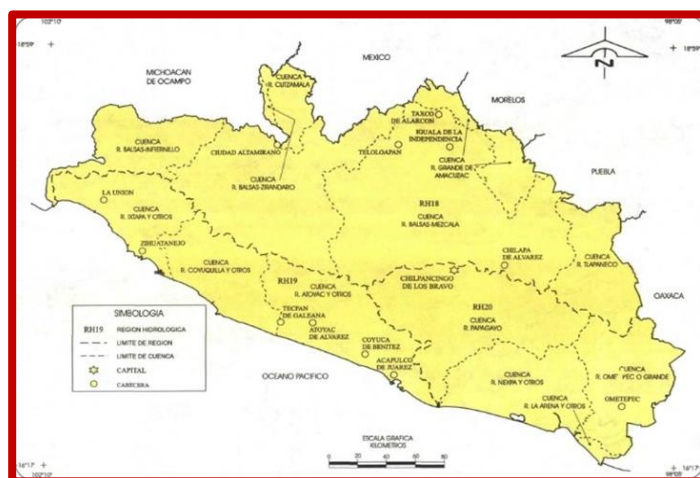 102°10'
98°05'
18°59'
18°59'
MEXICO
MICHOACAN
DE OCAMPO
MORELOS
PUEBLA
OAXACA
OCEANO PACIFICO
N
CUENCA
R. CUTZAMALA
TAXCO
DE ALARCON
IGUALA DE LA
INDEPENDENCIA
CIUDAD ALTAMIRANO
TELOLOAPAN
CUENCA
R. BALSAS-INFIERNILLO
CUENCA
R. BALSAS-ZIRANDARO
CUENCA
R. GRANDE DE
AMACUZAC
LA UNION
CUENCA
R. IXTAPA Y OTROS
RH18
CUENCA
R. BALSAS-MEZCALA
ZIHUATANEJO
CUENCA
R. COYUQUILLA Y OTROS
CHILAPA
DE ALVAREZ
CUENCA
R. TLAPANECO
CHILPANCINGO
DE LOS BRAVO
RH19
CUENCA
R. ATOYAC Y OTROS
TECPAN
DE GALEANA
ATOYAC
DE ALVAREZ
RH20
CUENCA
R. PAPAGAYO
COYUCA
DE BENITEZ
ACAPULCO
DE JUAREZ
CUENCA
R. NEXPA Y OTROS
CUENCA
R. OMETEPEC O GRANDE
CUENCA
R. LA ARENA Y OTROS
OMETEPEC
SIMBOLOGIA
RH19 REGION HIDROLOGICA
LIMITE DE REGION
LIMITE DE CUENCA
CAPITAL
CABECERA
ESCALA GRAFICA
KILOMETROS
0 20 40 60 80
16°17'
16°17'
102°10'
98°05'